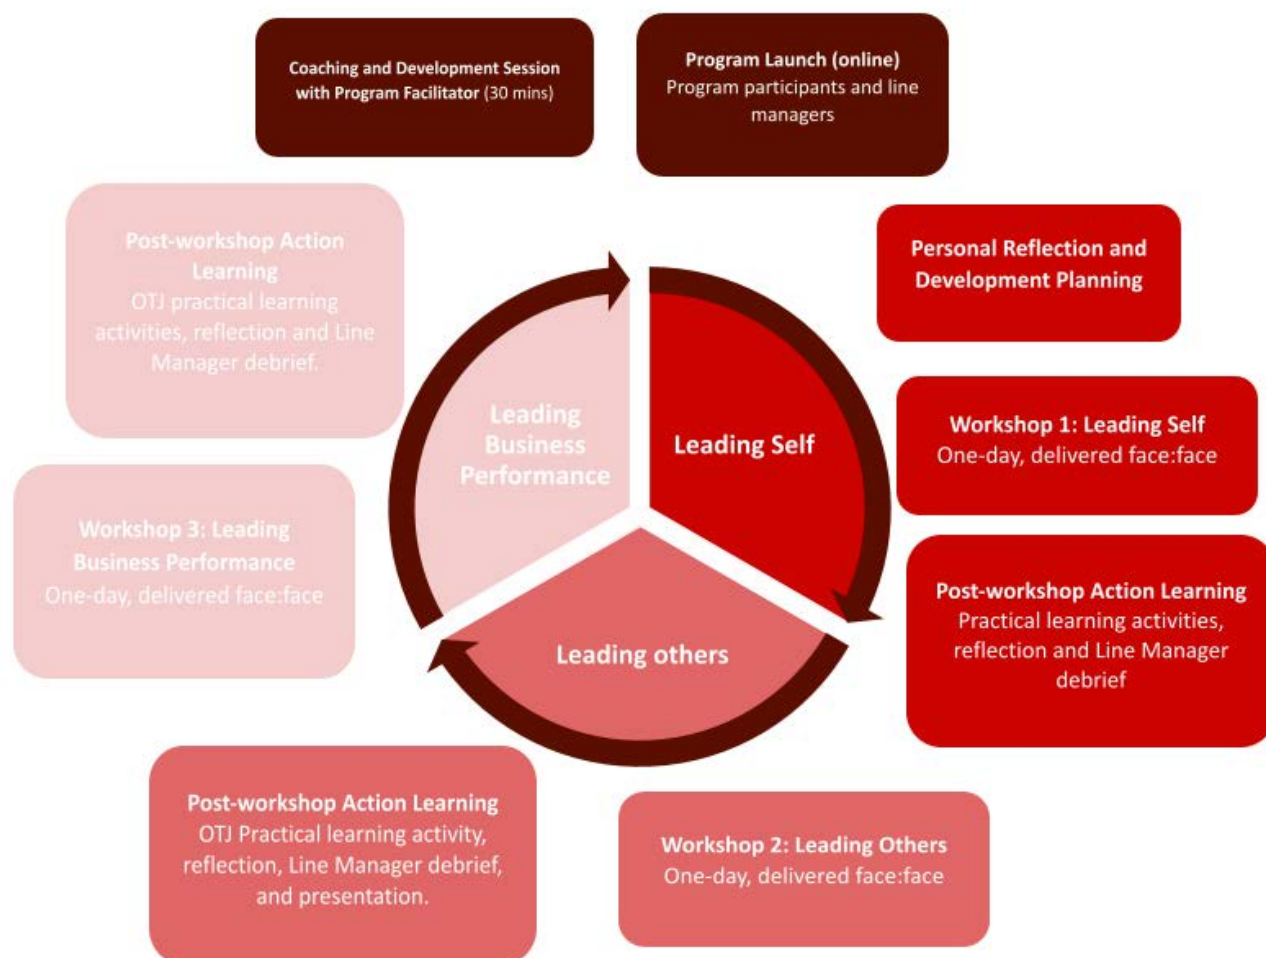 Coaching and Development Session
with Program Facilitator (30 mins)
Program Launch (online)
Program participants and line
managers
Personal Reflection and
Development Planning
Workshop 1: Leading Self
One-day, delivered face:face
Post-workshop Action Learning
Practical learning activities,
reflection and Line Manager
debrief
Workshop 2: Leading Others
One-day, delivered face:face
Post-workshop Action Learning
OTJ Practical learning activity,
reflection, Line Manager debrief,
and presentation.
Workshop 3: Leading
Business Performance
One-day, delivered face:face
Post-workshop Action
Learning
OTJ practical learning
activities, reflection and Line
Manager debrief.
Leading
Business
Performance
Leading Self
Leading others